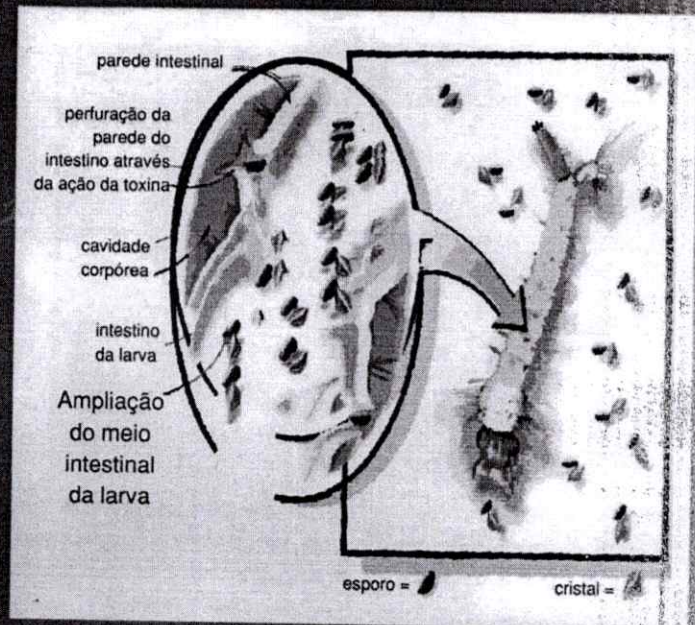 parede intestinal
perfuração da
parede do
intestino através
da ação da toxina
cavidade
corpórea
intestino
da larva
Ampliação
do meio
intestinal
da larva
esporo =
cristal =